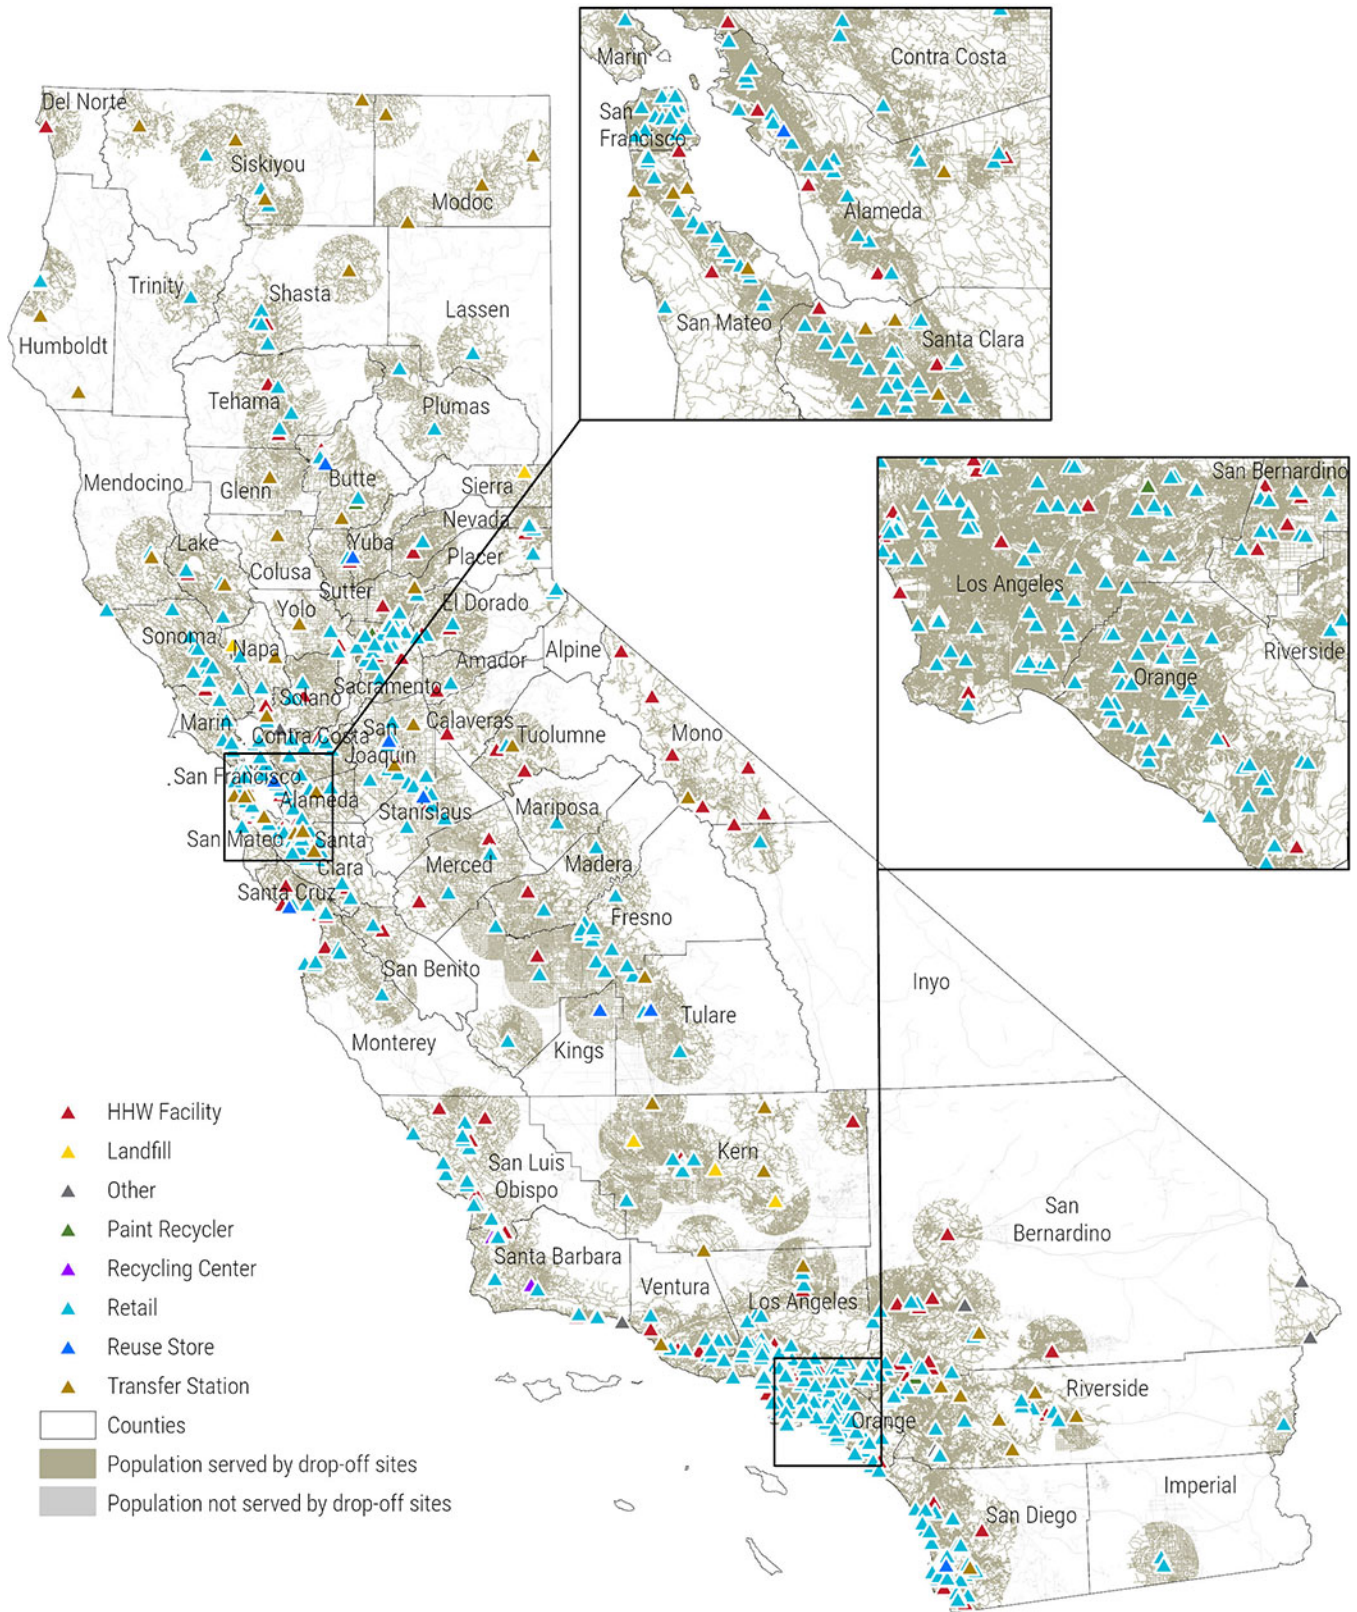 Marin
Contra Costa
San
Francisco
Alameda
San Mateo
Santa Clara
Del Norte
Siskiyou
Modoc
Trinity
Shasta
Lassen
Humboldt
Tehama
Plumas
Mendocino
Glenn
Butte
Sierra
Nevada
Lake
Colusa
Yuba
Placer
Sutter
Yolo
El Dorado
Sonoma
Napa
Amador
Alpine
Solano
Sacramento
Marin
Contra Costa
San
Joaquin
Calaveras
Tuolumne
Mono
San Francisco
Alameda
Stanislaus
Mariposa
San Mateo
Santa
Clara
Merced
Madera
Santa Cruz
Fresno
San Benito
Inyo
Monterey
Kings
Tulare
San Bernardino
Los Angeles
Orange
Riverside
San Luis
Obispo
Kern
Santa Barbara
Ventura
Los Angeles
San
Bernardino
Orange
Riverside
San Diego
Imperial
HHW Facility
Landfill
Other
Paint Recycler
Recycling Center
Retail
Reuse Store
Transfer Station
Counties
Population served by drop-off sites
Population not served by drop-off sites